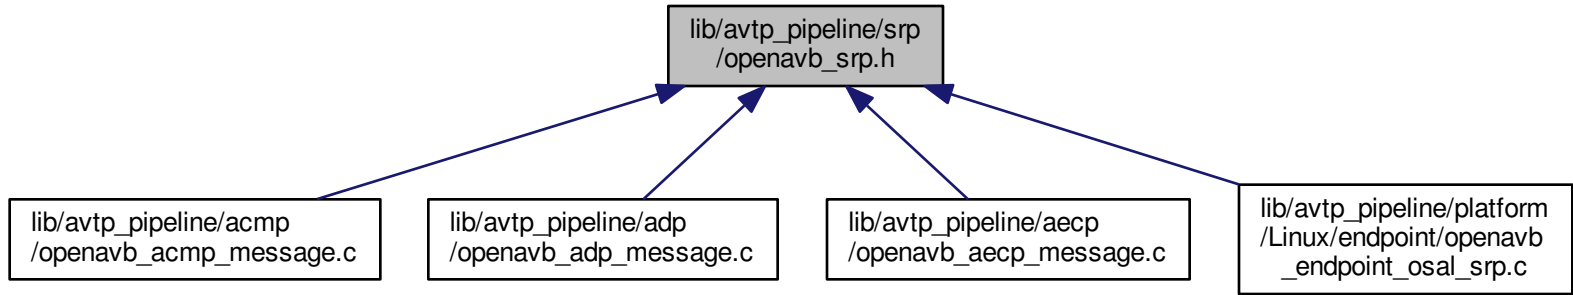 lib/avtp_pipeline/srp
/openavb_srp.h
lib/avtp_pipeline/acmp
/openavb_acmp_message.c
lib/avtp_pipeline/adp
/openavb_adp_message.c
lib/avtp_pipeline/aecp
/openavb_aecp_message.c
lib/avtp_pipeline/platform
/Linux/endpoint/openavb
_endpoint_osal_srp.c